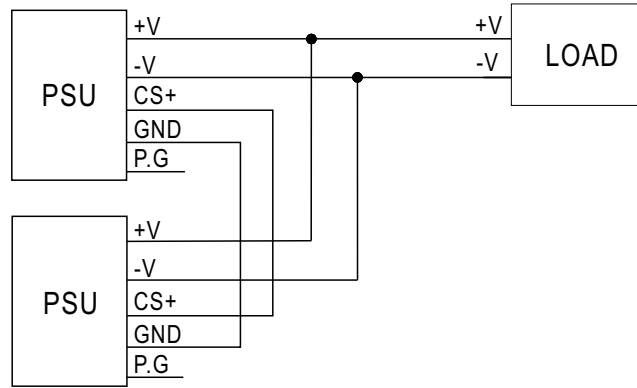 PSU
+V
-V
CS+
GND
P.G
+V
-V
LOAD
PSU
+V
-V
CS+
GND
P.G